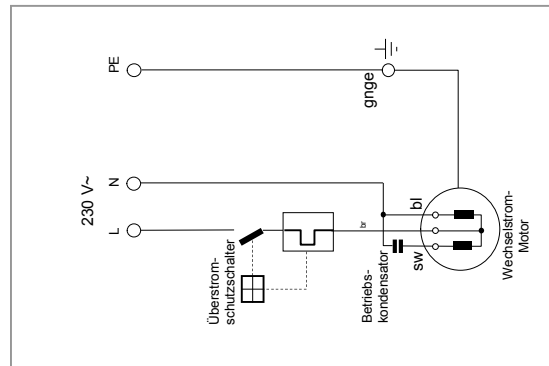 PE
gnge
230 V~
N
L
bl
br
sw
Überstrom-
schutzschalter
Betriebs-
kondensator
Wechselstrom-
Motor